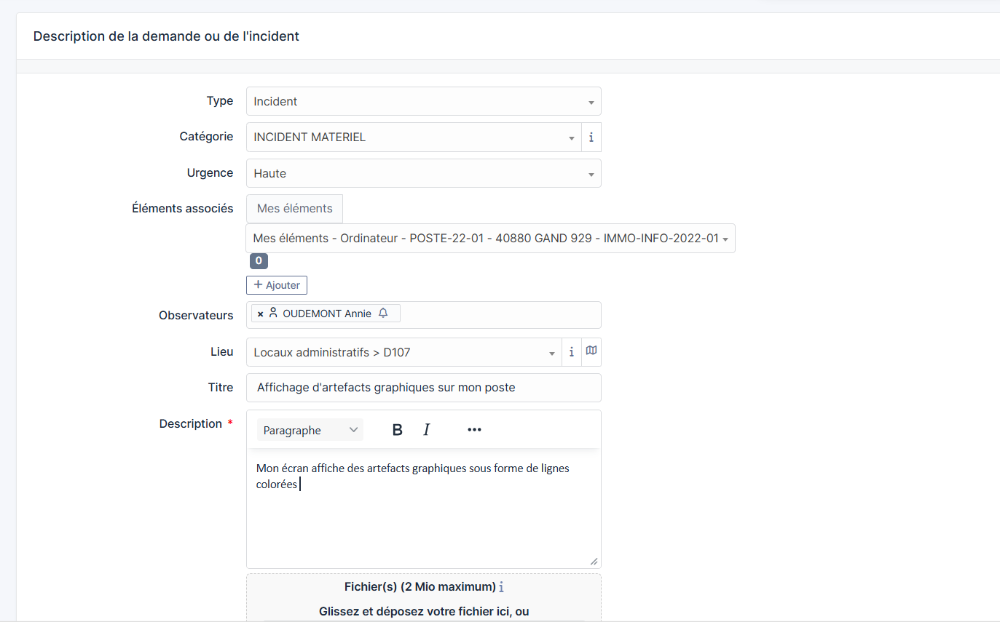 Description de la demande ou de l'incident
Type
Incident
Catégorie
INCIDENT MATERIEL
i
Urgence
Haute
Éléments associés
Mes éléments
Mes éléments - Ordinateur - POSTE-22-01 - 40880 GAND 929 - IMMO-INFO-2022-01
0
+ Ajouter
Observateurs
× OUDEMONT Annie
Lieu
Locaux administratifs > D107
i
Titre
Affichage d'artefacts graphiques sur mon poste
Description *
Paragraphe
B
I
•••
Mon écran affiche des artefacts graphiques sous forme de lignes
colorées
Fichier(s) (2 Mio maximum) i
Glissez et déposez votre fichier ici, ou